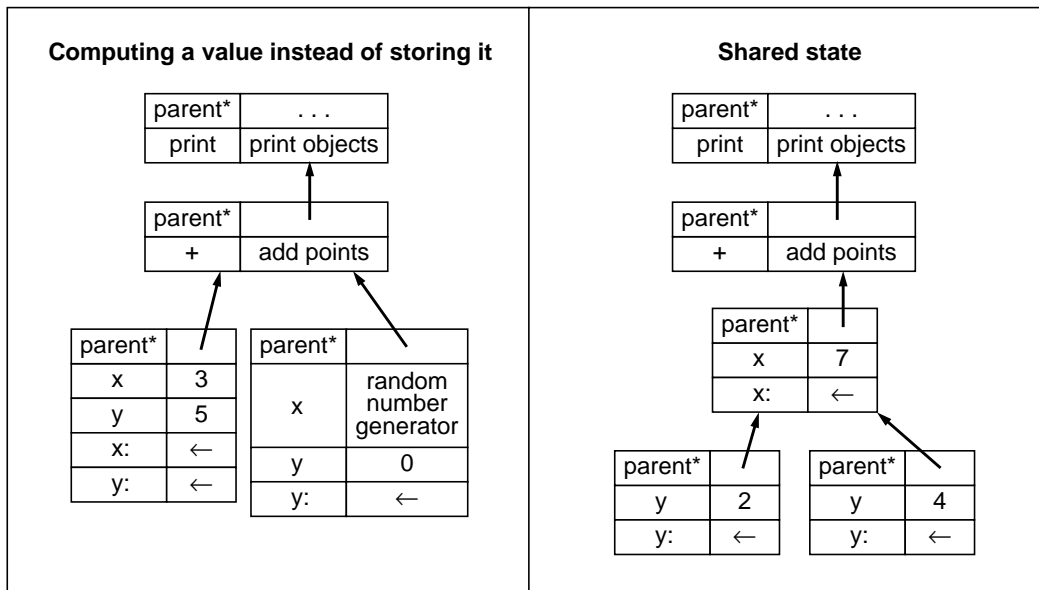 Computing a value instead of storing it
parent* . . .
print print objects
parent*
+ add points
parent*
x 3
y 5
x: ←
y: ←
parent*
x random
number
generator
y 0
y: ←
Shared state
parent* . . .
print print objects
parent*
+ add points
parent*
x 7
x: ←
parent*
y 2
y: ←
parent*
y 4
y: ←